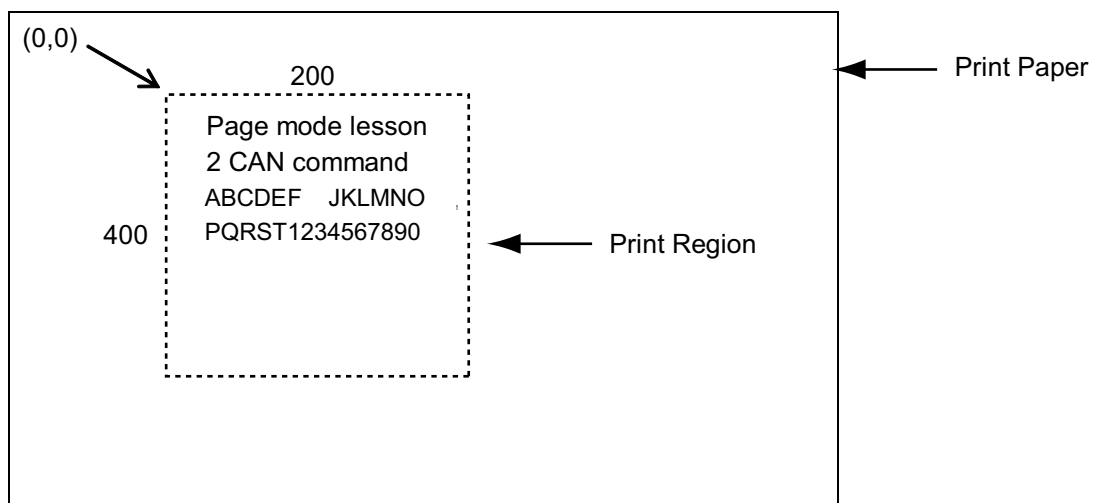 (0,0)
Print Paper
200
Page mode lesson
2 CAN command
ABCDEF JKLMNO
PQRST1234567890
400
Print Region